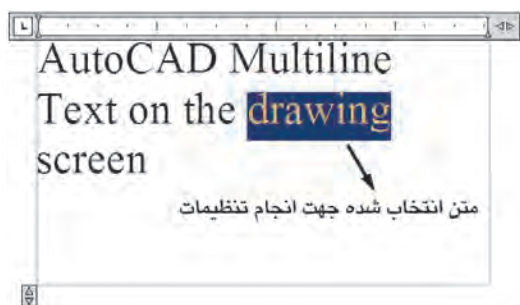 L
AutoCAD Multiline
Text on the drawing
screen
متن انتخاب شده جهت انجام تنظیمات